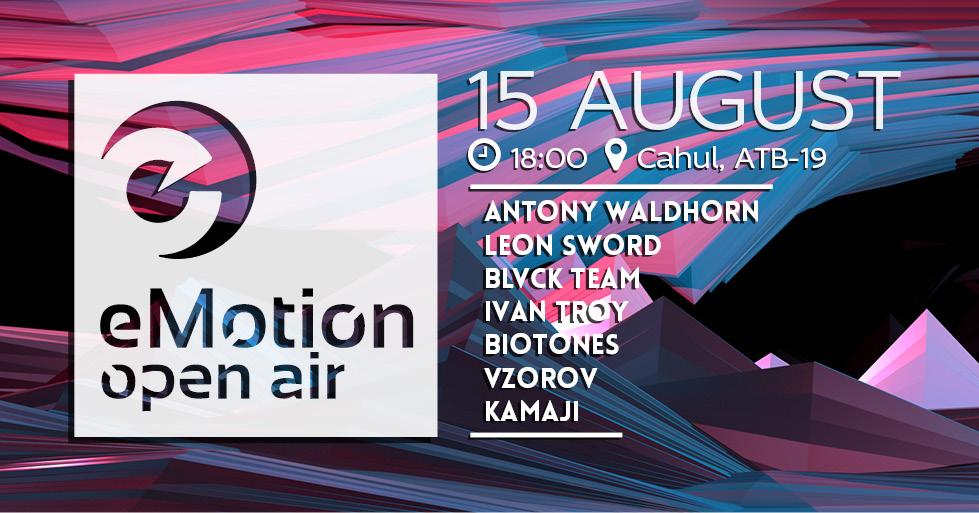 eMotion
open air
15 AUGUST
18:00 Cahul, ATB-19
ANTONY WALDHORN
LEON SWORD
BLVCK TEAM
IVAN TROY
BIOTONES
VZOROV
KAMAJI